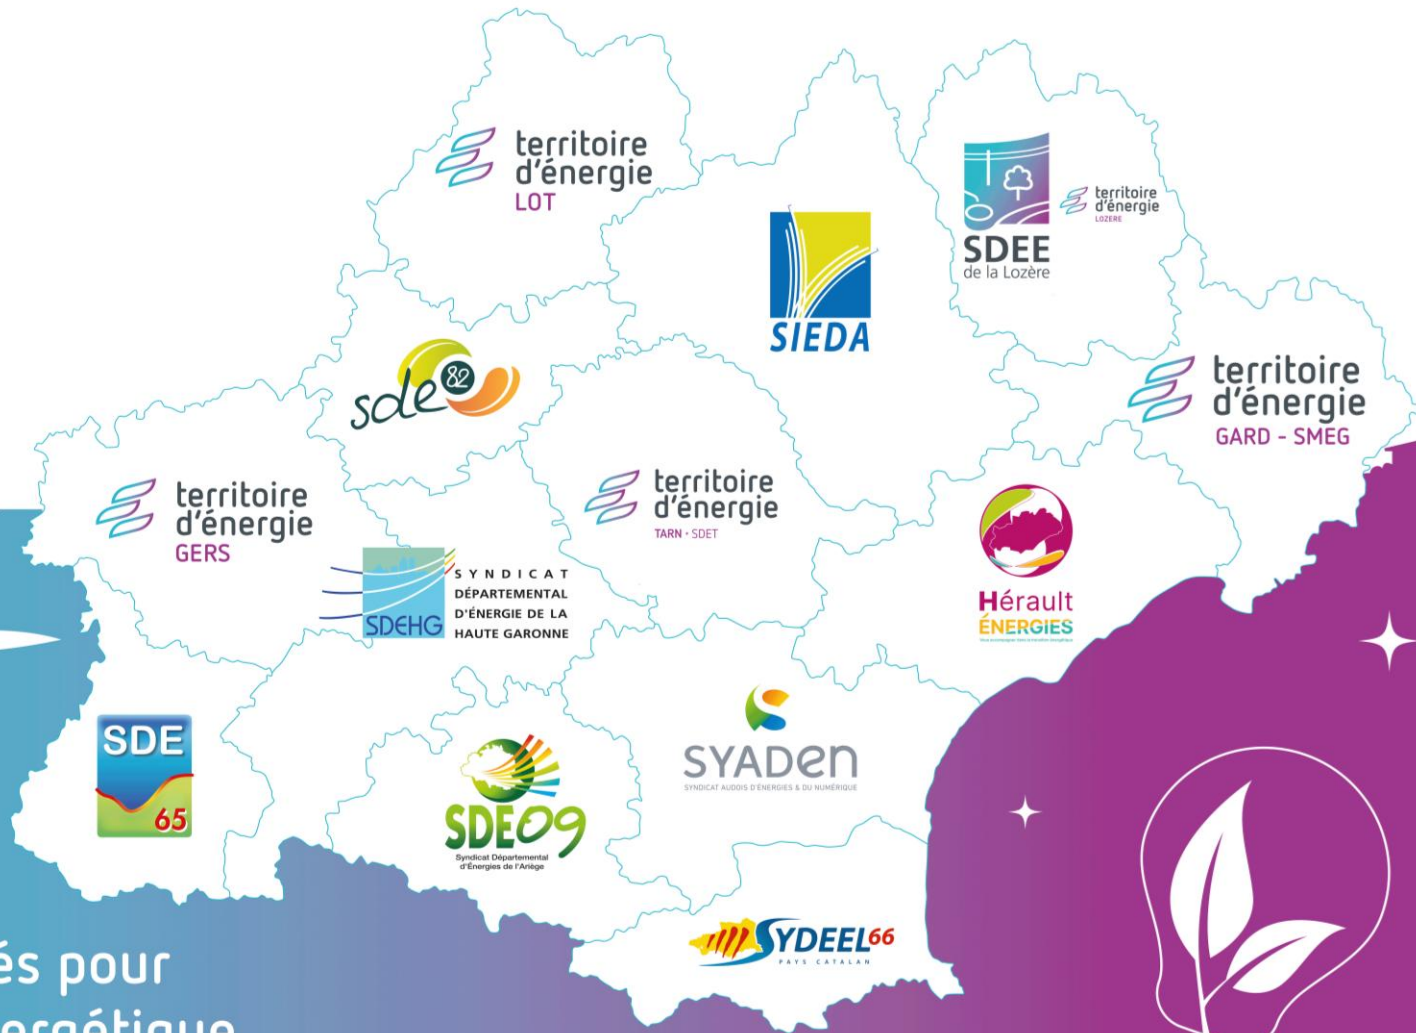 territoire
d'énergie
LOT
SDEE
de la Lozère
territoire
d'énergie
LOZERE
SIEDA
sde 82
territoire
d'énergie
GARD - SMEG
territoire
d'énergie
GERS
territoire
d'énergie
TARN - SDET
SDEHG
SYNDICAT
DÉPARTEMENTAL
D'ÉNERGIE DE LA
HAUTE GARONNE
Hérault
ÉNERGIES
SDE
65
SDE09
Syndicat Départemental
d'Énergies de l'Ariège
SYADEN
SYNDICAT AUDOIS D'ÉNERGIES & DU NUMÉRIQUE
SYDEEL66
PAYS CATALAN
és pour
ergétique